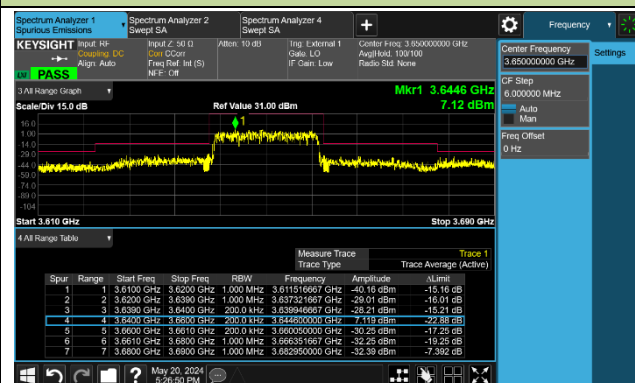 Spectrum Analyzer 1
Spurious Emissions
Spectrum Analyzer 2
Swept SA
Spectrum Analyzer 4
Swept SA
Frequency
KEYSIGHT
Input: RF
Coupling: DC
Align: Auto
Input Z: 50 Ω
Corr CCorr
Freq Ref: Int (S)
NFE: Off
Atten: 10 dB
Trig: External 1
Gate: LO
IF Gain: Low
Center Freq: 3.650000000 GHz
Avg|Hold: 100/100
Radio Std: None
PASS
Center Frequency
3.650000000 GHz
Settings
CF Step
6.000000 MHz
Auto
Man
Freq Offset
0 Hz
3 All Range Graph
Scale/Div 15.0 dB
Ref Value 31.00 dBm
Mkr1 3.6446 GHz
7.12 dBm
1
16.0
1.00
-14.0
-29.0
-44.0
-59.0
-74.0
-89.0
-104
Start 3.610 GHz
Stop 3.690 GHz
4 All Range Table
Measure Trace Trace 1
Trace Type Trace Average (Active)
Spur Range Start Freq Stop Freq RBW Frequency Amplitude ΔLimit
1 1 3.6100 GHz 3.6200 GHz 1.000 MHz 3.611516667 GHz -40.16 dBm -15.16 dB
2 2 3.6200 GHz 3.6390 GHz 1.000 MHz 3.637321667 GHz -29.01 dBm -16.01 dB
3 3 3.6390 GHz 3.6400 GHz 200.0 kHz 3.639946667 GHz -28.21 dBm -15.21 dB
4 4 3.6400 GHz 3.6600 GHz 200.0 kHz 3.644600000 GHz 7.119 dBm -22.88 dB
5 5 3.6600 GHz 3.6610 GHz 200.0 kHz 3.660050000 GHz -30.25 dBm -17.25 dB
6 6 3.6610 GHz 3.6800 GHz 1.000 MHz 3.666351667 GHz -32.25 dBm -19.25 dB
7 7 3.6800 GHz 3.6900 GHz 1.000 MHz 3.682950000 GHz -32.39 dBm -7.392 dB
May 20, 2024
5:26:50 PM